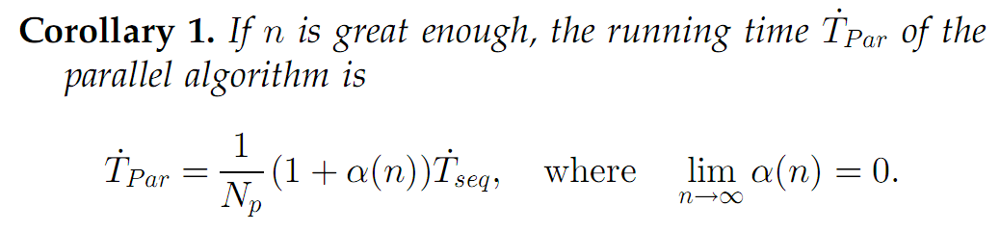 Corollary 1. If n is great enough, the running time $\dot{T}_{Par}$ of the
parallel algorithm is
$\dot{T}_{Par} = \frac{1}{N_p}(1 + \alpha(n))\dot{T}_{seq}, \quad \text{where} \quad \lim_{n \to \infty} \alpha(n) = 0.$